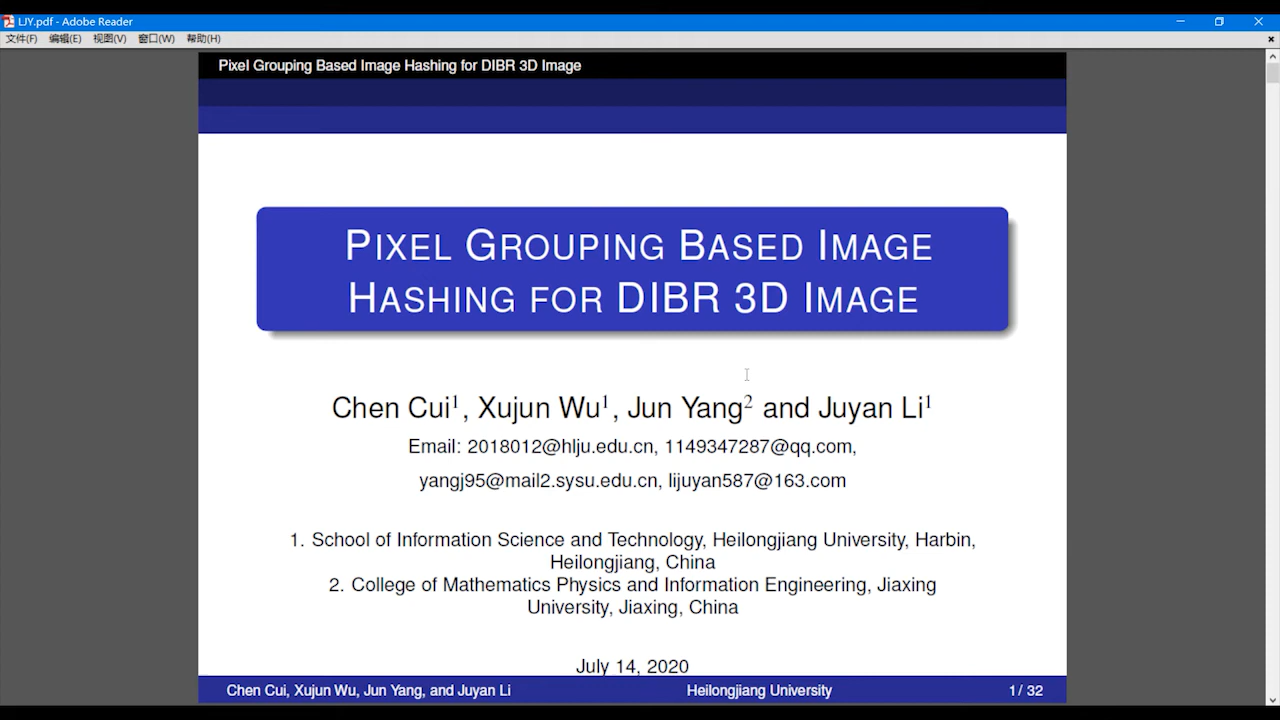 LJY.pdf - Adobe Reader
文件(F) 编辑(E) 视图(V) 窗口(W) 帮助(H)
Pixel Grouping Based Image Hashing for DIBR 3D Image
PIXEL GROUPING BASED IMAGE
HASHING FOR DIBR 3D IMAGE
Chen Cui¹, Xujun Wu¹, Jun Yang² and Juyan Li¹
Email: 2018012@hlju.edu.cn, 1149347287@qq.com,
yangj95@mail2.sysu.edu.cn, lijuyan587@163.com
1. School of Information Science and Technology, Heilongjiang University, Harbin,
Heilongjiang, China
2. College of Mathematics Physics and Information Engineering, Jiaxing
University, Jiaxing, China
July 14, 2020
Chen Cui, Xujun Wu, Jun Yang, and Juyan Li Heilongjiang University 1 / 32